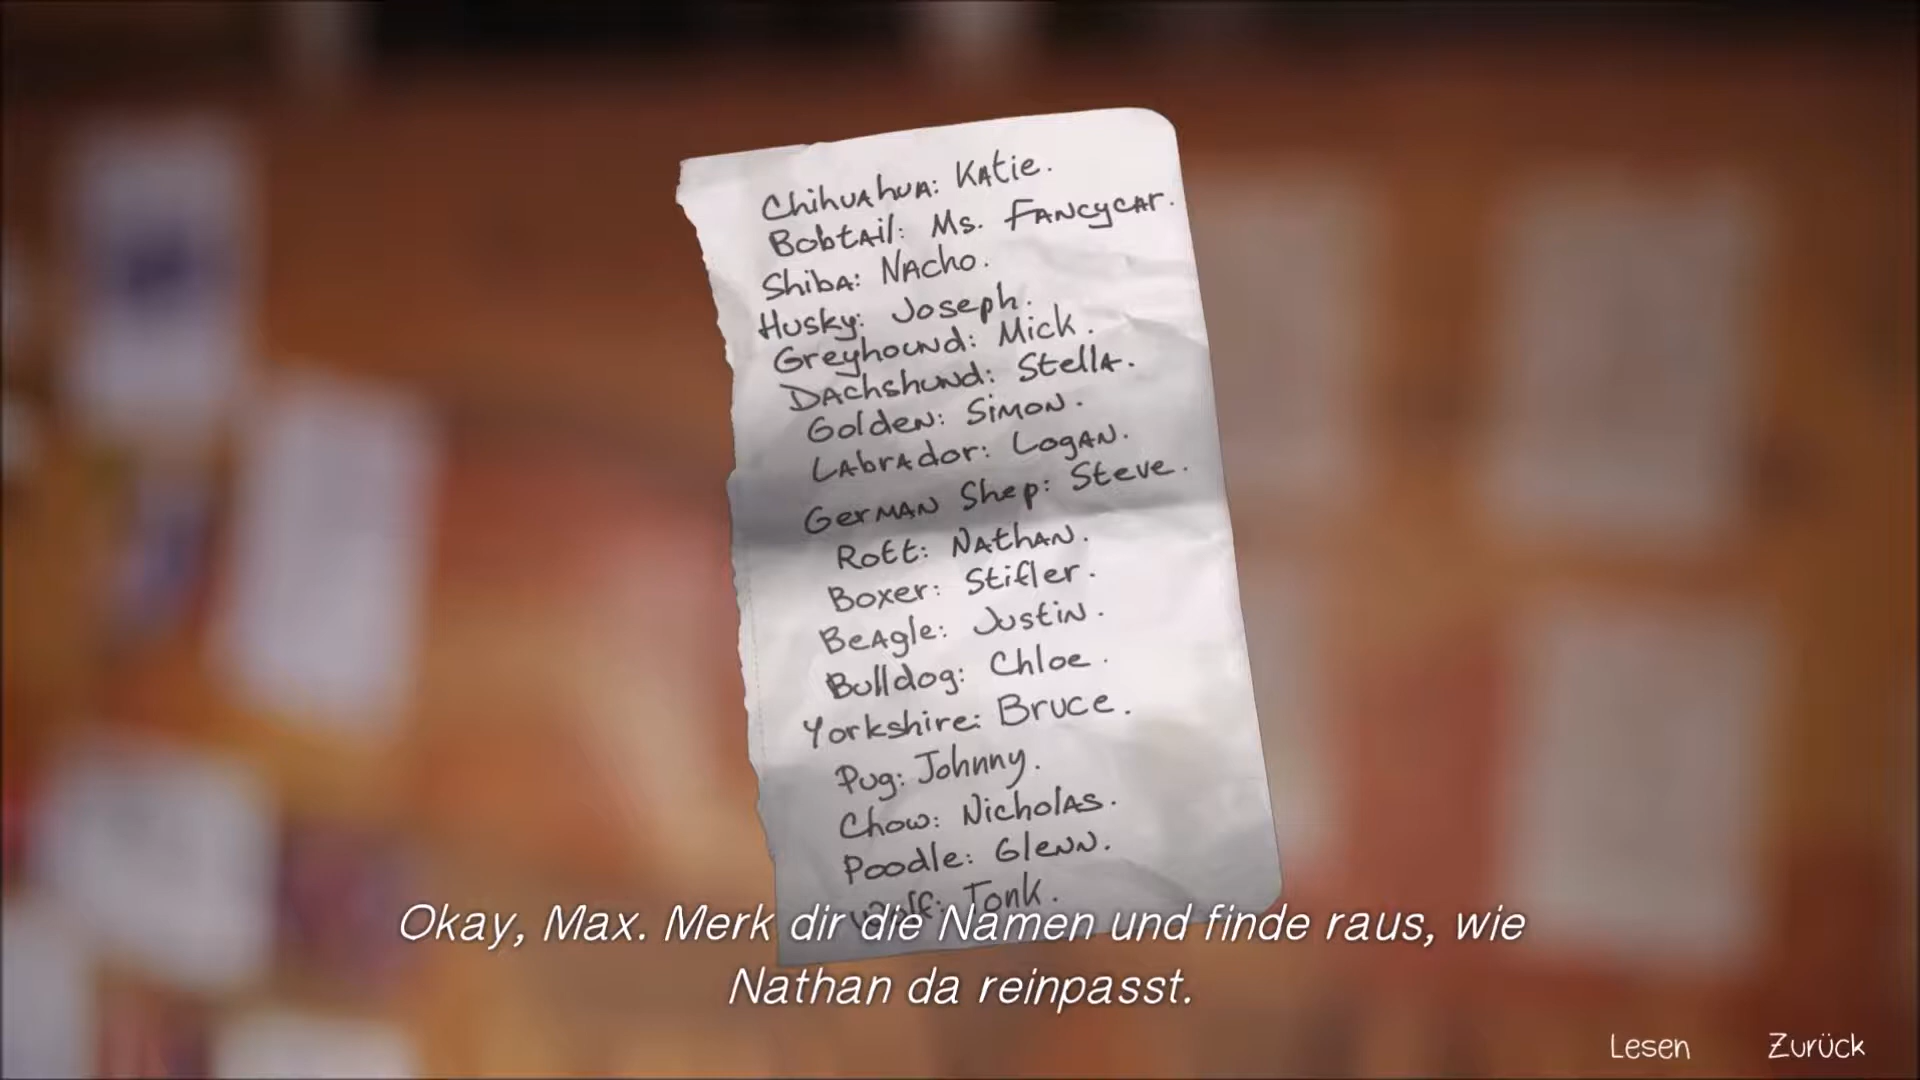 Chihuahua: Katie.
Bobtail: Ms. Fancycar.
Shiba: Nacho.
Husky: Joseph.
Greyhound: Mick.
Dachshund: Stella.
Golden: Simon.
Labrador: Logan.
German Shep: Steve.
Rott: Nathan.
Boxer: Stifler.
Beagle: Justin.
Bulldog: Chloe.
Yorkshire: Bruce.
Pug: Johnny.
Chow: Nicholas.
Poodle: Glenn.
Wolf: Tonk.
Okay, Max. Merk dir die Namen und finde raus, wie
Nathan da reinpasst.
Lesen Zurück